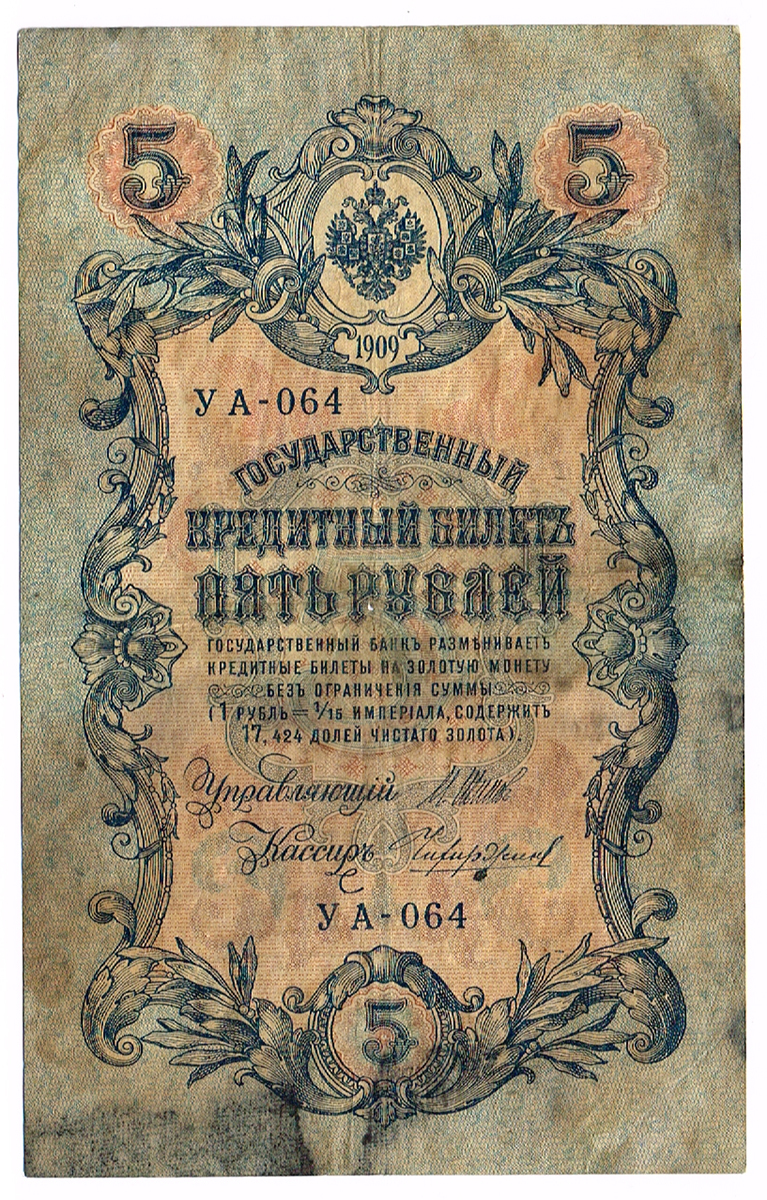 5 5
1909
УА-064
ГОСУДАРСТВЕННЫЙ
КРЕДИТНЫЙ БИЛЕТЪ
ПЯТЬ РУБЛЕЙ
ГОСУДАРСТВЕННЫЙ БАНКЪ РАЗМѢНИВАЕТЪ
КРЕДИТНЫЕ БИЛЕТЫ НА ЗОЛОТУЮ МОНЕТУ
БЕЗЪ ОГРАНИЧЕНІЯ СУММЫ
(1 РУБЛЬ = 1/15 ИМПЕРІАЛА, СОДЕРЖИТЪ
17,424 ДОЛЕЙ ЧИСТАГО ЗОЛОТА).
Управляющій
Кассиръ
УА-064
5